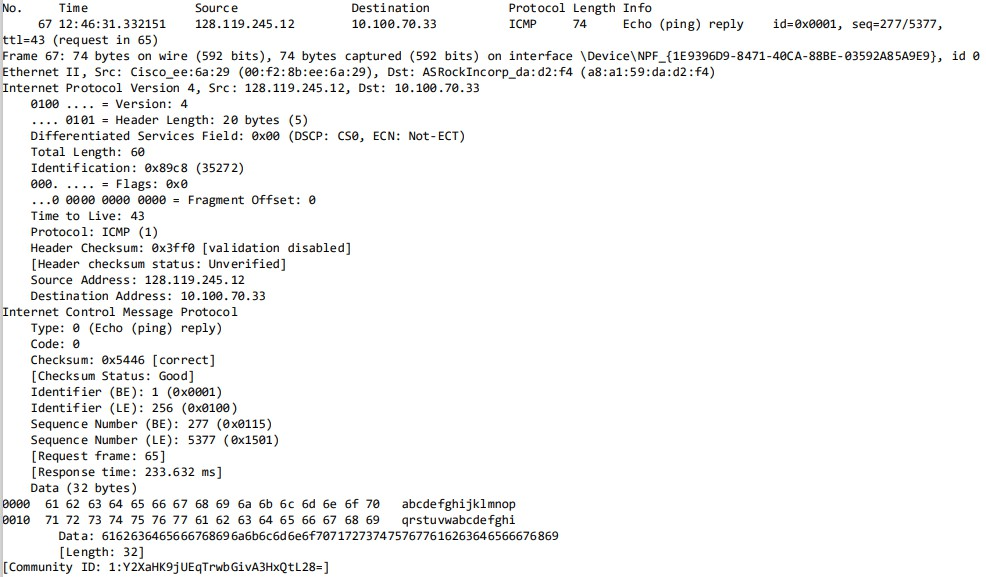 No.     Time            Source                Destination           Protocol Length Info
67 12:46:31.332151    128.119.245.12        10.100.70.33          ICMP     74     Echo (ping) reply    id=0x0001, seq=277/5377,
ttl=43 (request in 65)
Frame 67: 74 bytes on wire (592 bits), 74 bytes captured (592 bits) on interface \Device\NPF_{1E9396D9-8471-40CA-88BE-03592A85A9E9}, id 0
Ethernet II, Src: Cisco_ee:6a:29 (00:f2:8b:ee:6a:29), Dst: ASRockIncorp_da:d2:f4 (a8:a1:59:da:d2:f4)
Internet Protocol Version 4, Src: 128.119.245.12, Dst: 10.100.70.33
0100 .... = Version: 4
.... 0101 = Header Length: 20 bytes (5)
Differentiated Services Field: 0x00 (DSCP: CS0, ECN: Not-ECT)
Total Length: 60
Identification: 0x89c8 (35272)
000. .... = Flags: 0x0
...0 0000 0000 0000 = Fragment Offset: 0
Time to Live: 43
Protocol: ICMP (1)
Header Checksum: 0x3ff0 [validation disabled]
[Header checksum status: Unverified]
Source Address: 128.119.245.12
Destination Address: 10.100.70.33
Internet Control Message Protocol
Type: 0 (Echo (ping) reply)
Code: 0
Checksum: 0x5446 [correct]
[Checksum Status: Good]
Identifier (BE): 1 (0x0001)
Identifier (LE): 256 (0x0100)
Sequence Number (BE): 277 (0x0115)
Sequence Number (LE): 5377 (0x1501)
[Request frame: 65]
[Response time: 233.632 ms]
Data (32 bytes)
0000  61 62 63 64 65 66 67 68 69 6a 6b 6c 6d 6e 6f 70   abcdefghijklmnop
0010  71 72 73 74 75 76 77 61 62 63 64 65 66 67 68 69   qrstuvwabcdefghi
Data: 6162636465666768696a6b6c6d6e6f7071727374757677616263646566676869
[Length: 32]
[Community ID: 1:Y2XaHK9jUEqTrwbGivA3HxQtL28=]